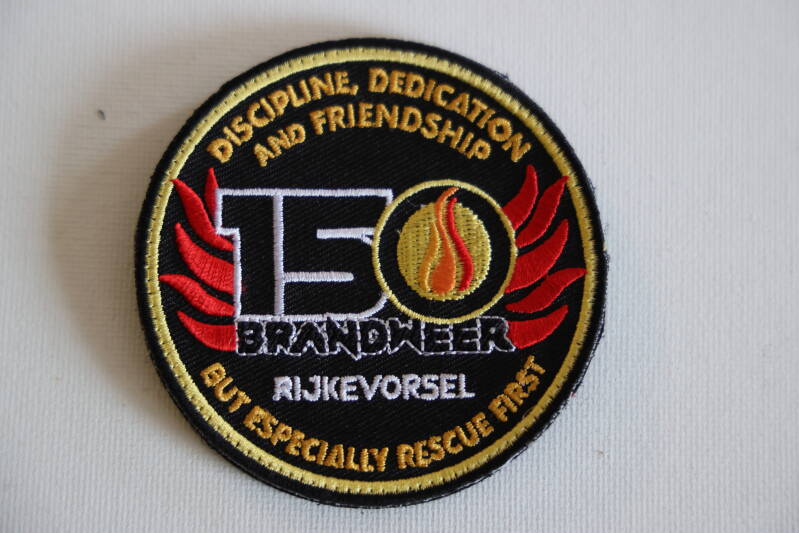 DISCIPLINE, DEDICATION
AND FRIENDSHIP
150
BRANDWEER
RIJKEVORSEL
BUT ESPECIALLY RESCUE FIRST